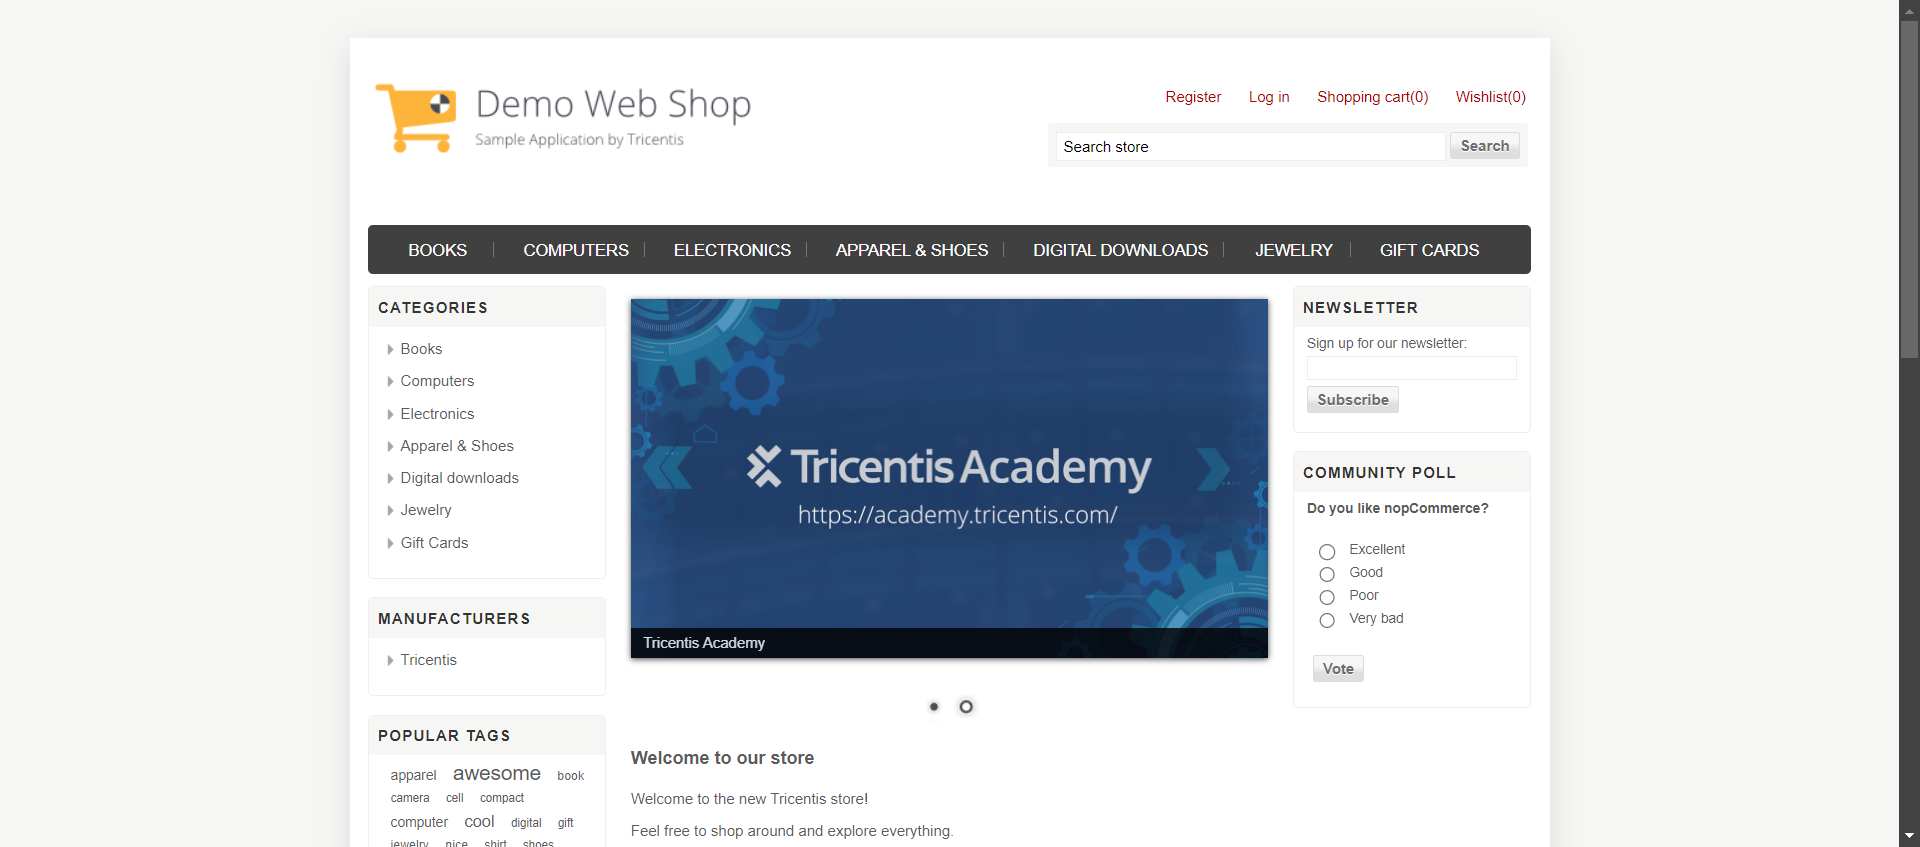 Demo Web Shop
Sample Application by Tricentis
Register Log in Shopping cart(0) Wishlist(0)
Search store Search
BOOKS COMPUTERS ELECTRONICS APPAREL & SHOES DIGITAL DOWNLOADS JEWELRY GIFT CARDS
CATEGORIES
Books
Computers
Electronics
Apparel & Shoes
Digital downloads
Jewelry
Gift Cards
MANUFACTURERS
Tricentis
POPULAR TAGS
apparel awesome book
camera cell compact
computer cool digital gift
jewelry nice shirt shoes
Tricentis Academy
https://academy.tricentis.com/
Tricentis Academy
Welcome to our store
Welcome to the new Tricentis store!
Feel free to shop around and explore everything.
NEWSLETTER
Sign up for our newsletter:
Subscribe
COMMUNITY POLL
Do you like nopCommerce?
Excellent
Good
Poor
Very bad
Vote